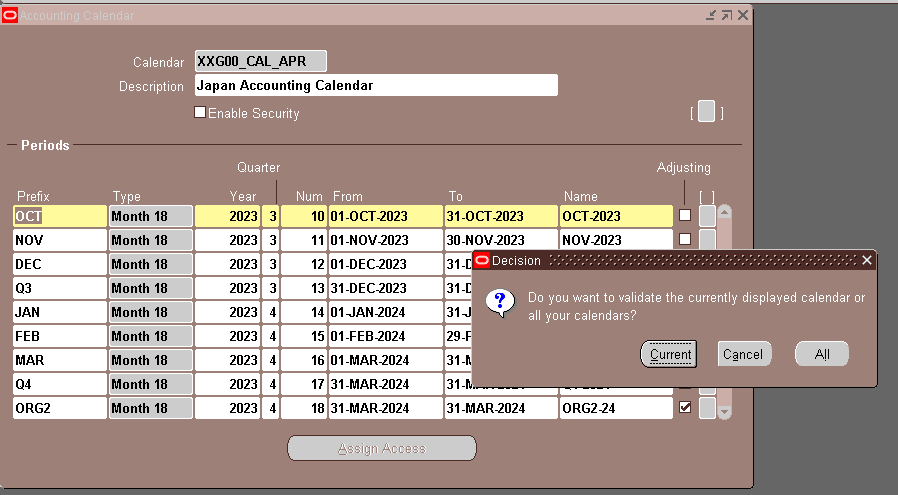 Accounting Calendar
Calendar XXG00_CAL_APR
Description Japan Accounting Calendar
Enable Security
[ ]
Periods
Quarter Adjusting
Prefix Type Year Num From To Name [ ]
OCT Month 18 2023 3 10 01-OCT-2023 31-OCT-2023 OCT-2023
NOV Month 18 2023 3 11 01-NOV-2023 30-NOV-2023 NOV-2023
DEC Month 18 2023 3 12 01-DEC-2023 31-
Q3 Month 18 2023 3 13 31-DEC-2023 31-
JAN Month 18 2023 4 14 01-JAN-2024 31-
FEB Month 18 2023 4 15 01-FEB-2024 29-
MAR Month 18 2023 4 16 01-MAR-2024 31-
Q4 Month 18 2023 4 17 31-MAR-2024 31-
ORG2 Month 18 2023 4 18 31-MAR-2024 31-MAR-2024 ORG2-24
Assign Access
Decision
Do you want to validate the currently displayed calendar or
all your calendars?
Current Cancel All